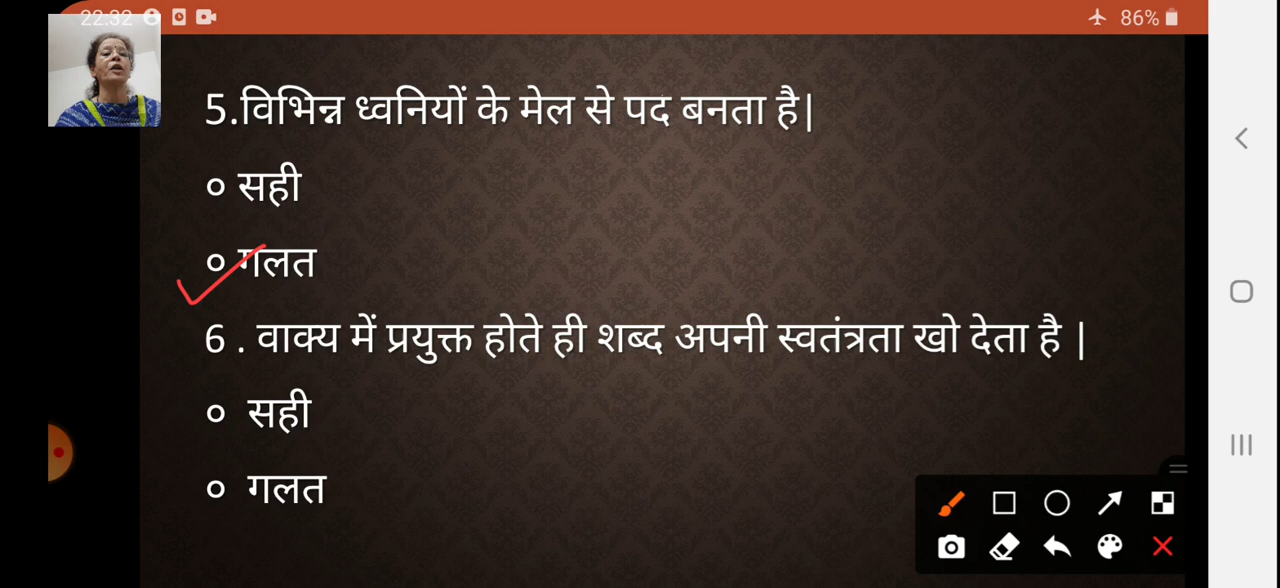 22:32
86%
5.विभिन्न ध्वनियों के मेल से पद बनता है|
o सही
o गलत
6 . वाक्य में प्रयुक्त होते ही शब्द अपनी स्वतंत्रता खो देता है |
o सही
o गलत